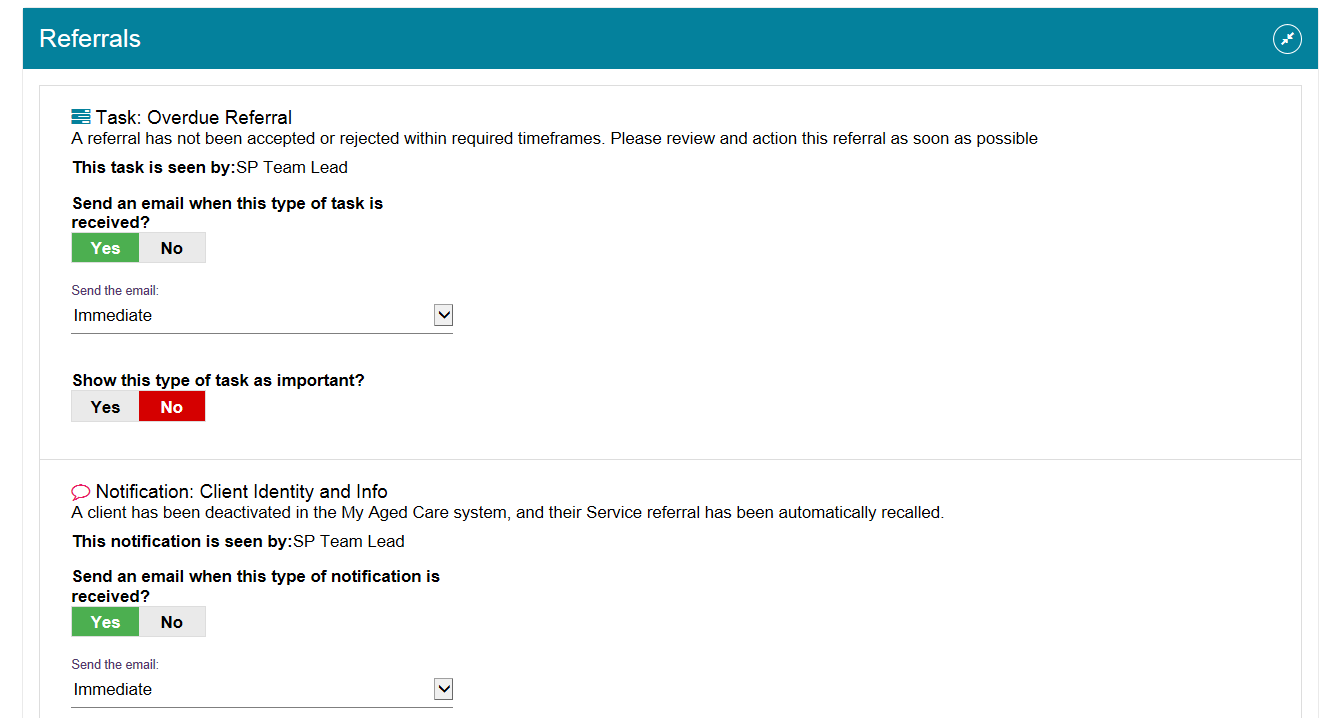 Referrals
Task: Overdue Referral
A referral has not been accepted or rejected within required timeframes. Please review and action this referral as soon as possible
This task is seen by:SP Team Lead
Send an email when this type of task is
received?
Yes No
Send the email:
Immediate
Show this type of task as important?
Yes No
Notification: Client Identity and Info
A client has been deactivated in the My Aged Care system, and their Service referral has been automatically recalled.
This notification is seen by:SP Team Lead
Send an email when this type of notification is
received?
Yes No
Send the email:
Immediate